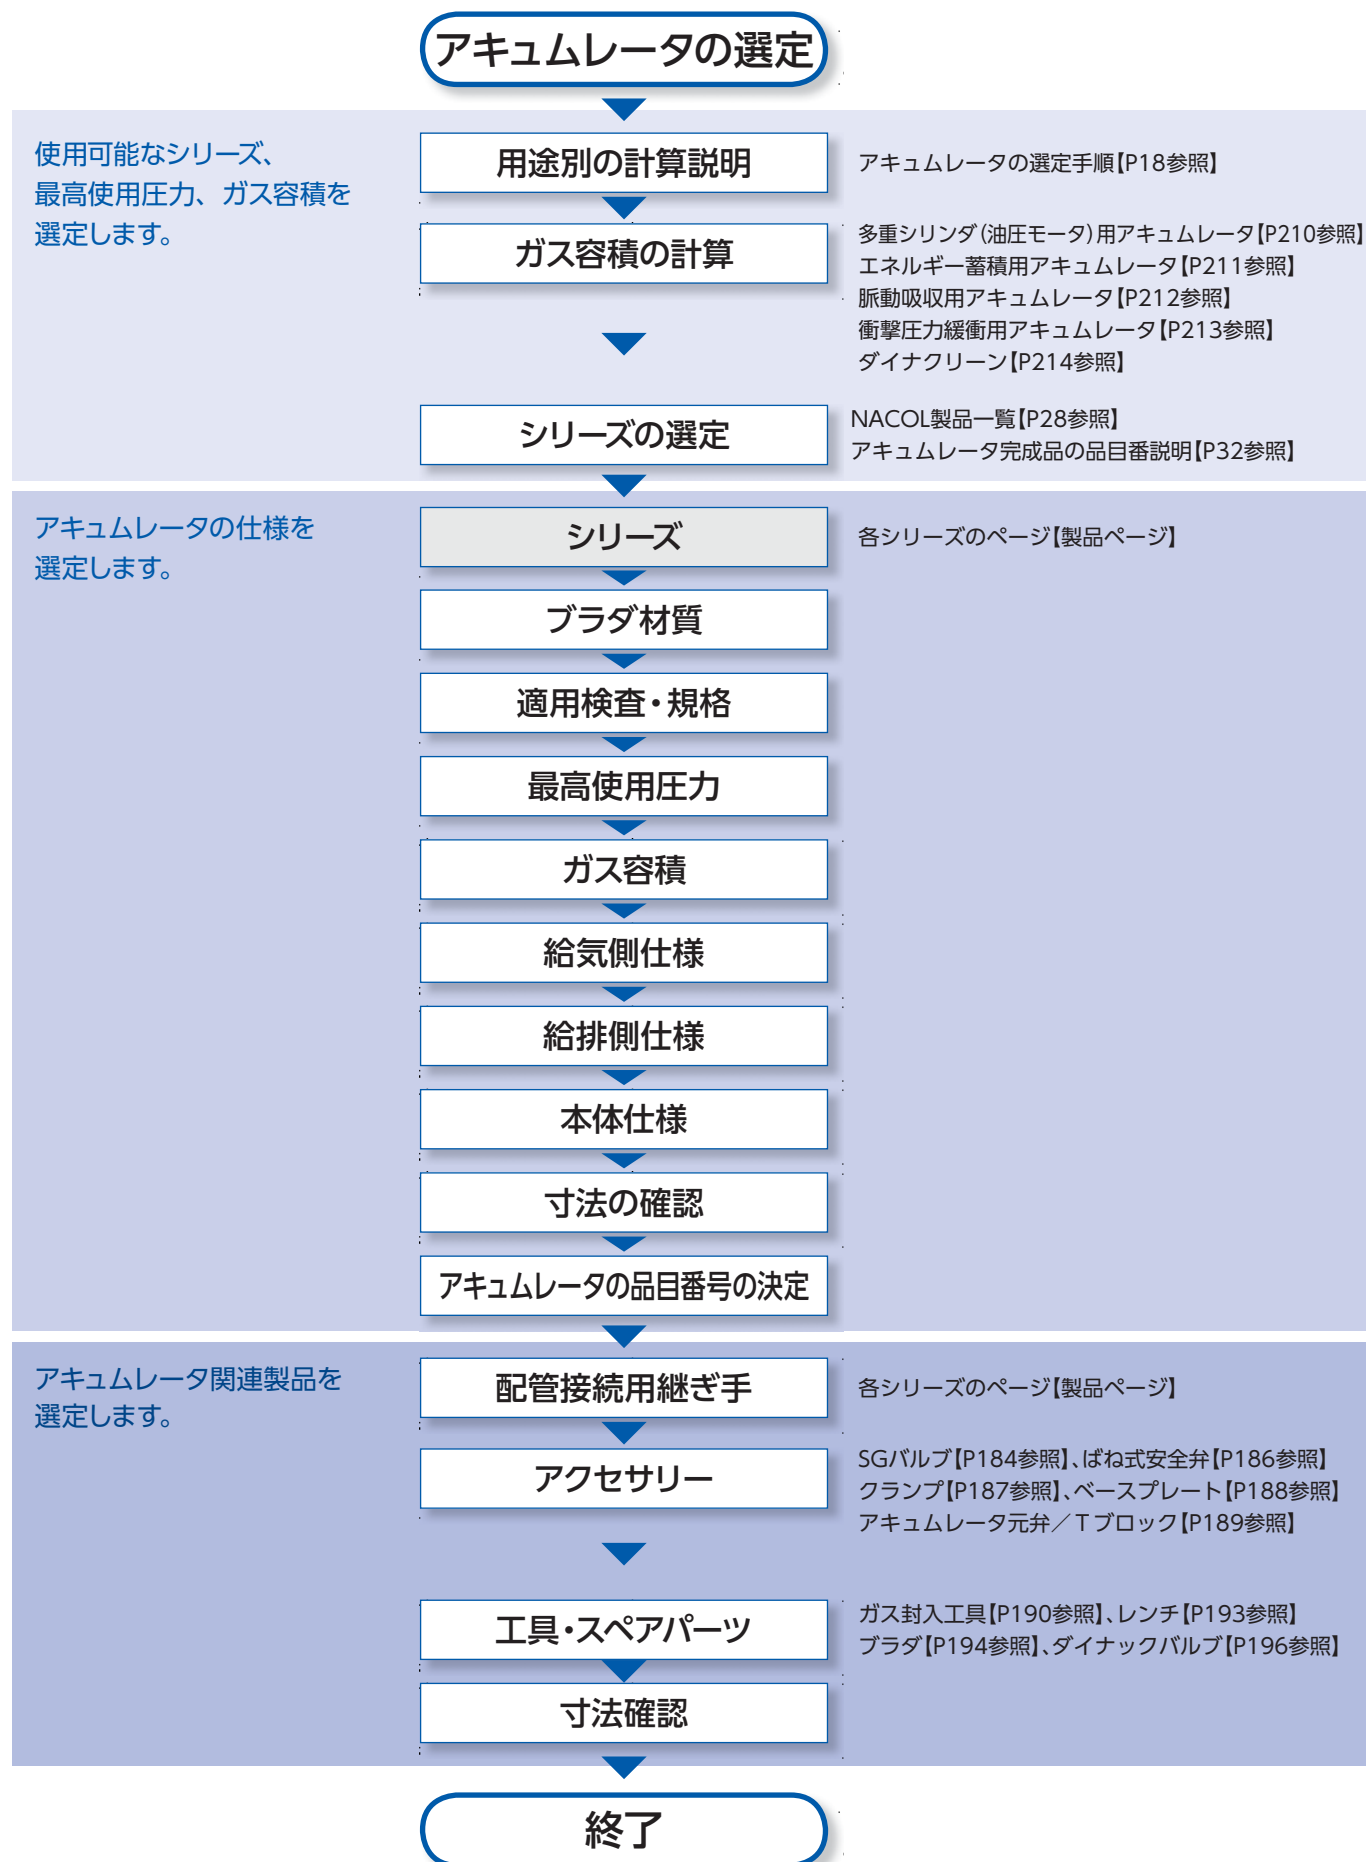 アキュムレータの選定
使用可能なシリーズ、
最高使用圧力、ガス容積を
選定します。
用途別の計算説明
アキュムレータの選定手順【P18参照】
ガス容積の計算
多重シリンダ(油圧モータ)用アキュムレータ【P210参照】
エネルギー蓄積用アキュムレータ【P211参照】
脈動吸収用アキュムレータ【P212参照】
衝撃圧力緩衝用アキュムレータ【P213参照】
ダイナクリーン【P214参照】
シリーズの選定
NACOL製品一覧【P28参照】
アキュムレータ完成品の品目番説明【P32参照】
アキュムレータの仕様を
選定します。
シリーズ
各シリーズのページ【製品ページ】
ブラダ材質
適用検査・規格
最高使用圧力
ガス容積
給気側仕様
給排側仕様
本体仕様
寸法の確認
アキュムレータの品目番号の決定
アキュムレータ関連製品を
選定します。
配管接続用継ぎ手
各シリーズのページ【製品ページ】
アクセサリー
SGバルブ【P184参照】、ばね式安全弁【P186参照】
クランプ【P187参照】、ベースプレート【P188参照】
アキュムレータ元弁／Tブロック【P189参照】
工具・スペアパーツ
ガス封入工具【P190参照】、レンチ【P193参照】
ブラダ【P194参照】、ダイナックバルブ【P196参照】
寸法確認
終了